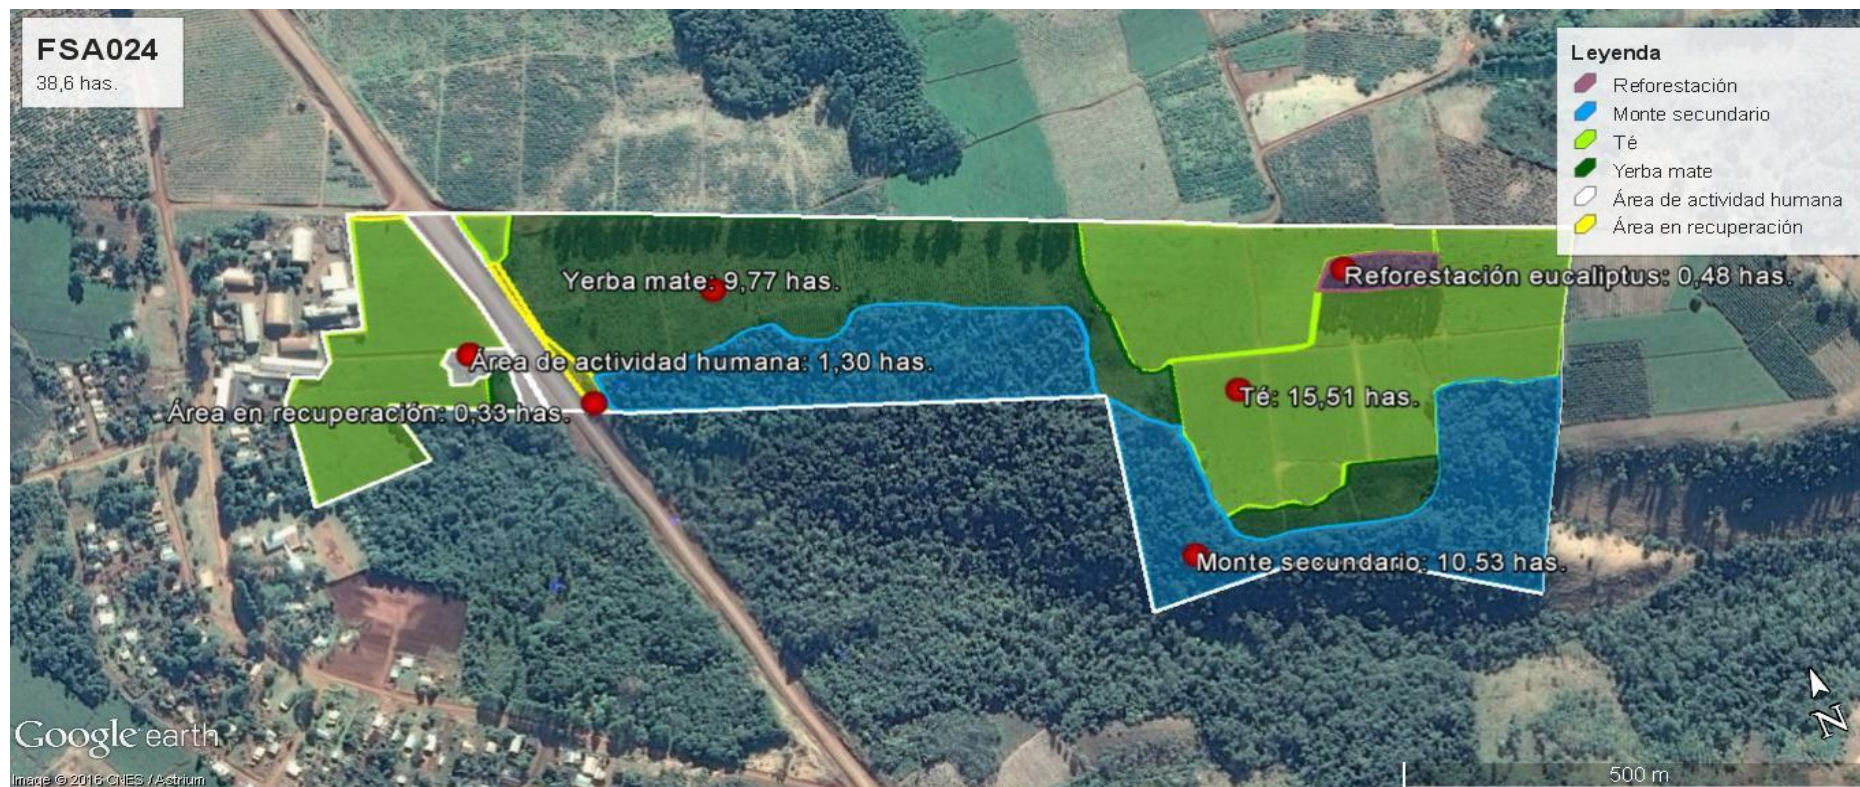 FSA024
38,6 has.
Leyenda
Reforestación
Monte secundario
Té
Yerba mate
Área de actividad humana
Área en recuperación
Yerba mate: 9,77 has.
Reforestación eucaliptus: 0,48 has.
Área de actividad humana: 1,30 has.
Té: 15,51 has.
Área en recuperación: 0,33 has.
Monte secundario: 10,53 has.
N
Google earth
Image © 2016 CNES / Astrium
500 m